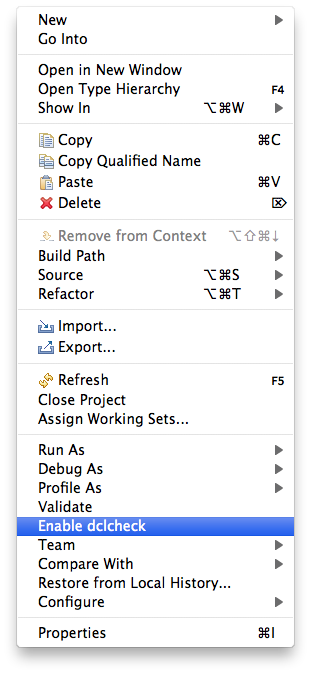 New
Go Into
Open in New Window
Open Type Hierarchy F4
Show In ⌥⌘W
Copy ⌘C
Copy Qualified Name
Paste ⌘V
Delete ⌦
Remove from Context ⌥⇧⌘↓
Build Path
Source ⌥⌘S
Refactor ⌥⌘T
Import...
Export...
Refresh F5
Close Project
Assign Working Sets...
Run As
Debug As
Profile As
Validate
Enable dclcheck
Team
Compare With
Restore from Local History...
Configure
Properties ⌘I